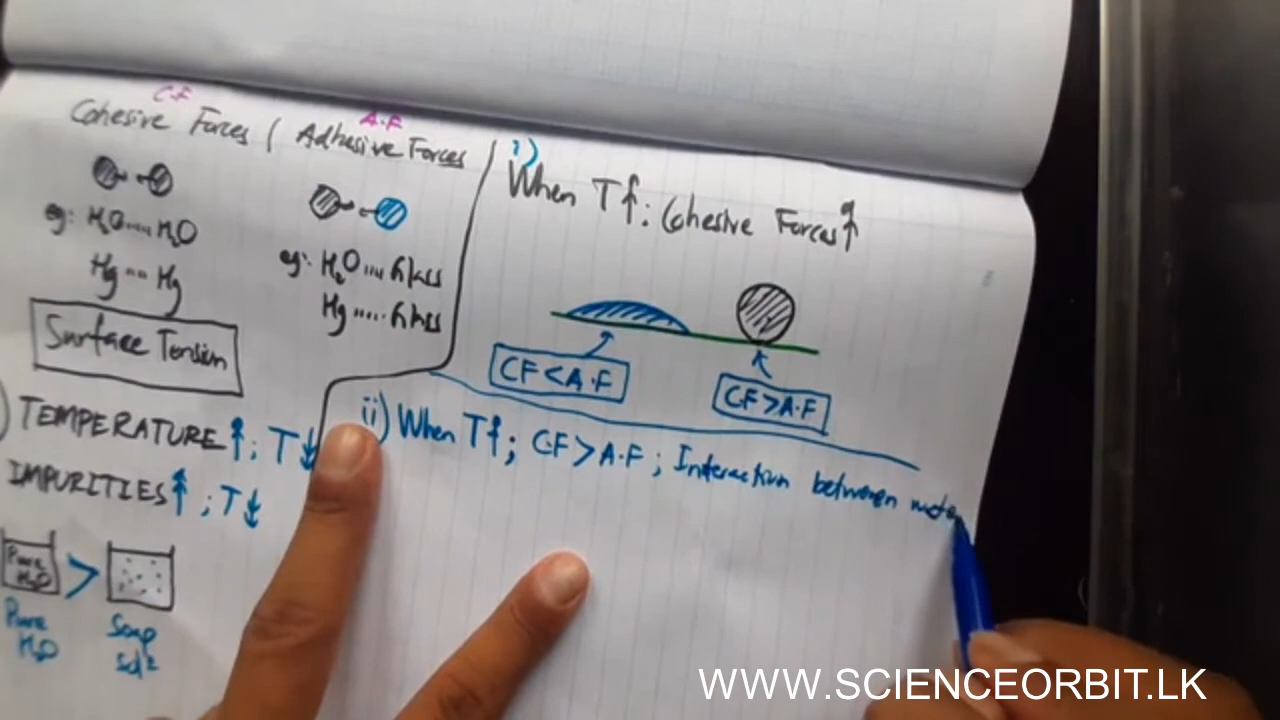 C.F
A.F
Cohesive Forces / Adhesive Forces
eg: H₂O....H₂O
Hg... Hg
eg: H₂O.... Glass
Hg..... Glass
Surface Tension
) TEMPERATURE↑; T↓
IMPURITIES↑; T↓
Pure H₂O >
Pure H₂O
Soap Solⁿ
i)
When T↑: Cohesive Forces↑
CF < A.F
CF > A.F
ii) When T↑; C.F > A.F; Interaction between
WWW.SCIENCEORBIT.LK